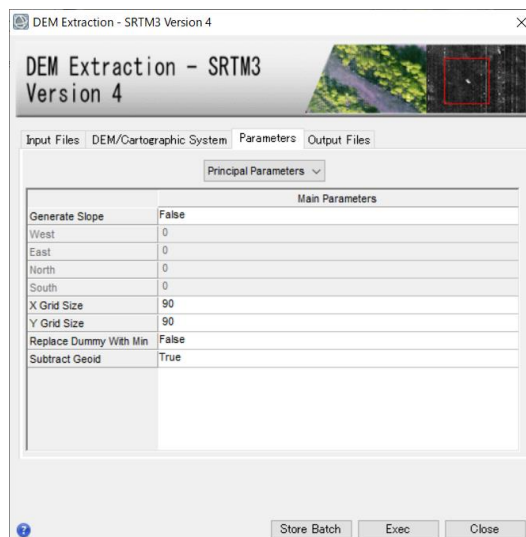 DEM Extraction - SRTM3 Version 4
DEM Extraction - SRTM3
Version 4
Input Files DEM/Cartographic System Parameters Output Files
Principal Parameters
Main Parameters
Generate Slope False
West 0
East 0
North 0
South 0
X Grid Size 90
Y Grid Size 90
Replace Dummy With Min False
Subtract Geoid True
Store Batch Exec Close